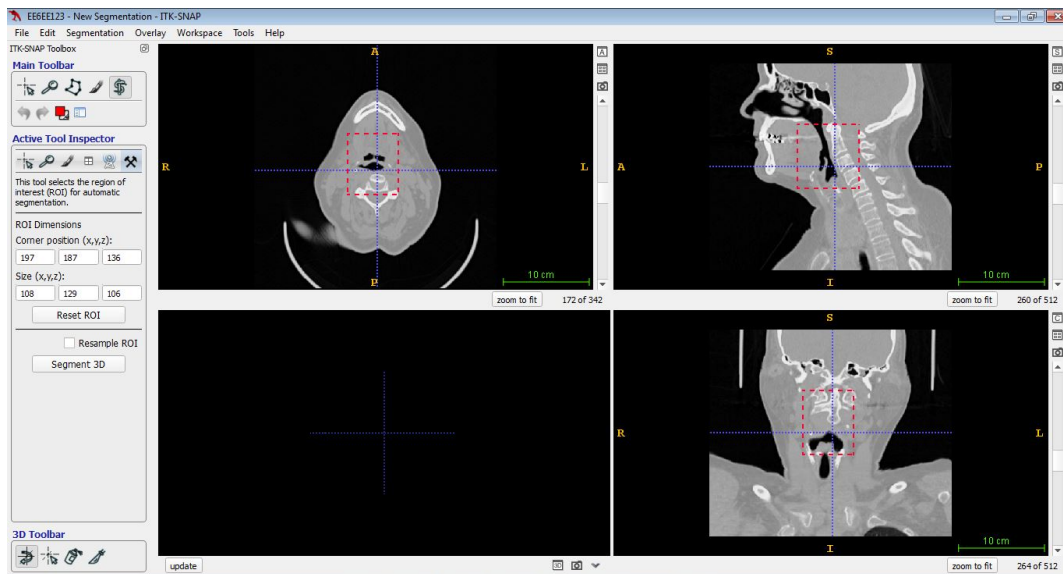 EE6EE123 - New Segmentation - ITK-SNAP
File Edit Segmentation Overlay Workspace Tools Help
ITK-SNAP Toolbox
Main Toolbar
Active Tool Inspector
This tool selects the region of
interest (ROI) for automatic
segmentation.
ROI Dimensions
Corner position (x,y,z):
197 187 136
Size (x,y,z):
108 129 106
Reset ROI
Resample ROI
Segment 3D
3D Toolbar
A
R
L
P
10 cm
zoom to fit 172 of 342
A
S
A
P
I
10 cm
zoom to fit 260 of 512
S
update
3D
S
R
L
I
10 cm
zoom to fit 264 of 512
C